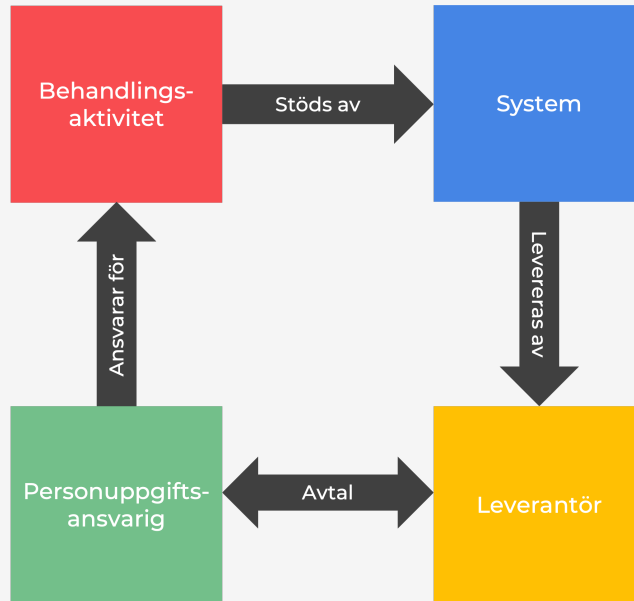 Behandlings-
aktivitet
Stöds av
System
Ansvarar för
Levereras av
Personuppgifts-
ansvarig
Avtal
Leverantör